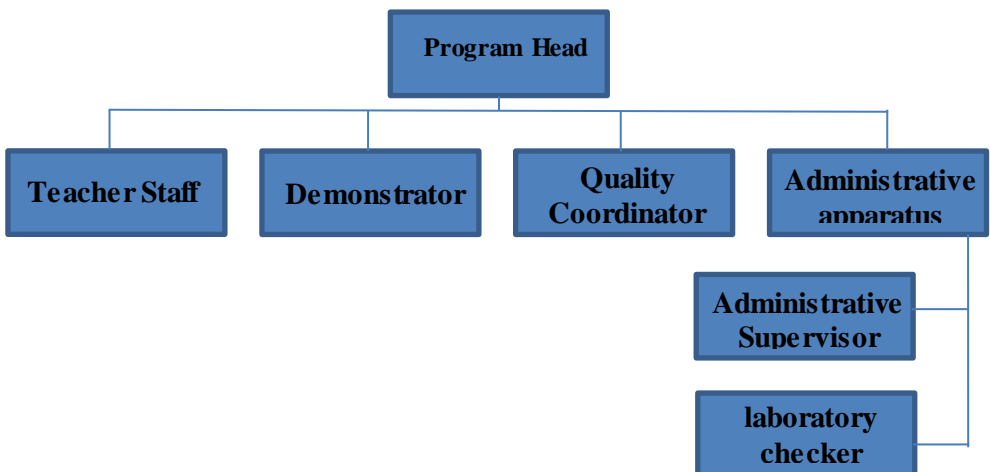 Program Head
Teacher Staff
Demonstrator
Quality
Coordinator
Administrative
apparatus
Administrative
Supervisor
laboratory
checker